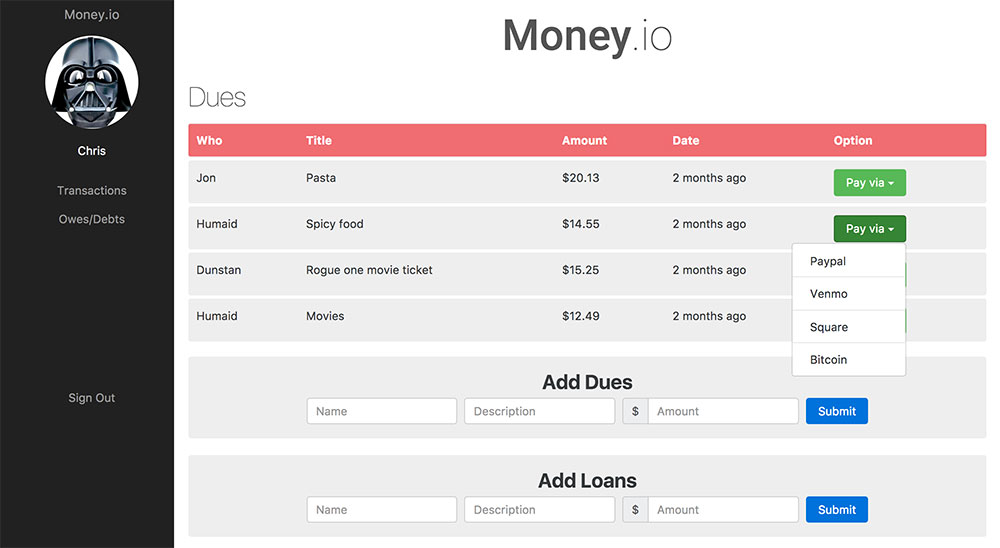 Money.io
Chris
Transactions
Owes/Debts
Sign Out
Money.io
Dues
Who Title Amount Date Option
Jon Pasta $20.13 2 months ago Pay via
Humaid Spicy food $14.55 2 months ago Pay via
Dunstan Rogue one movie ticket $15.25 2 months ago
Humaid Movies $12.49 2 months ago
Paypal
Venmo
Square
Bitcoin
Add Dues
Name Description $ Amount Submit
Add Loans
Name Description $ Amount Submit